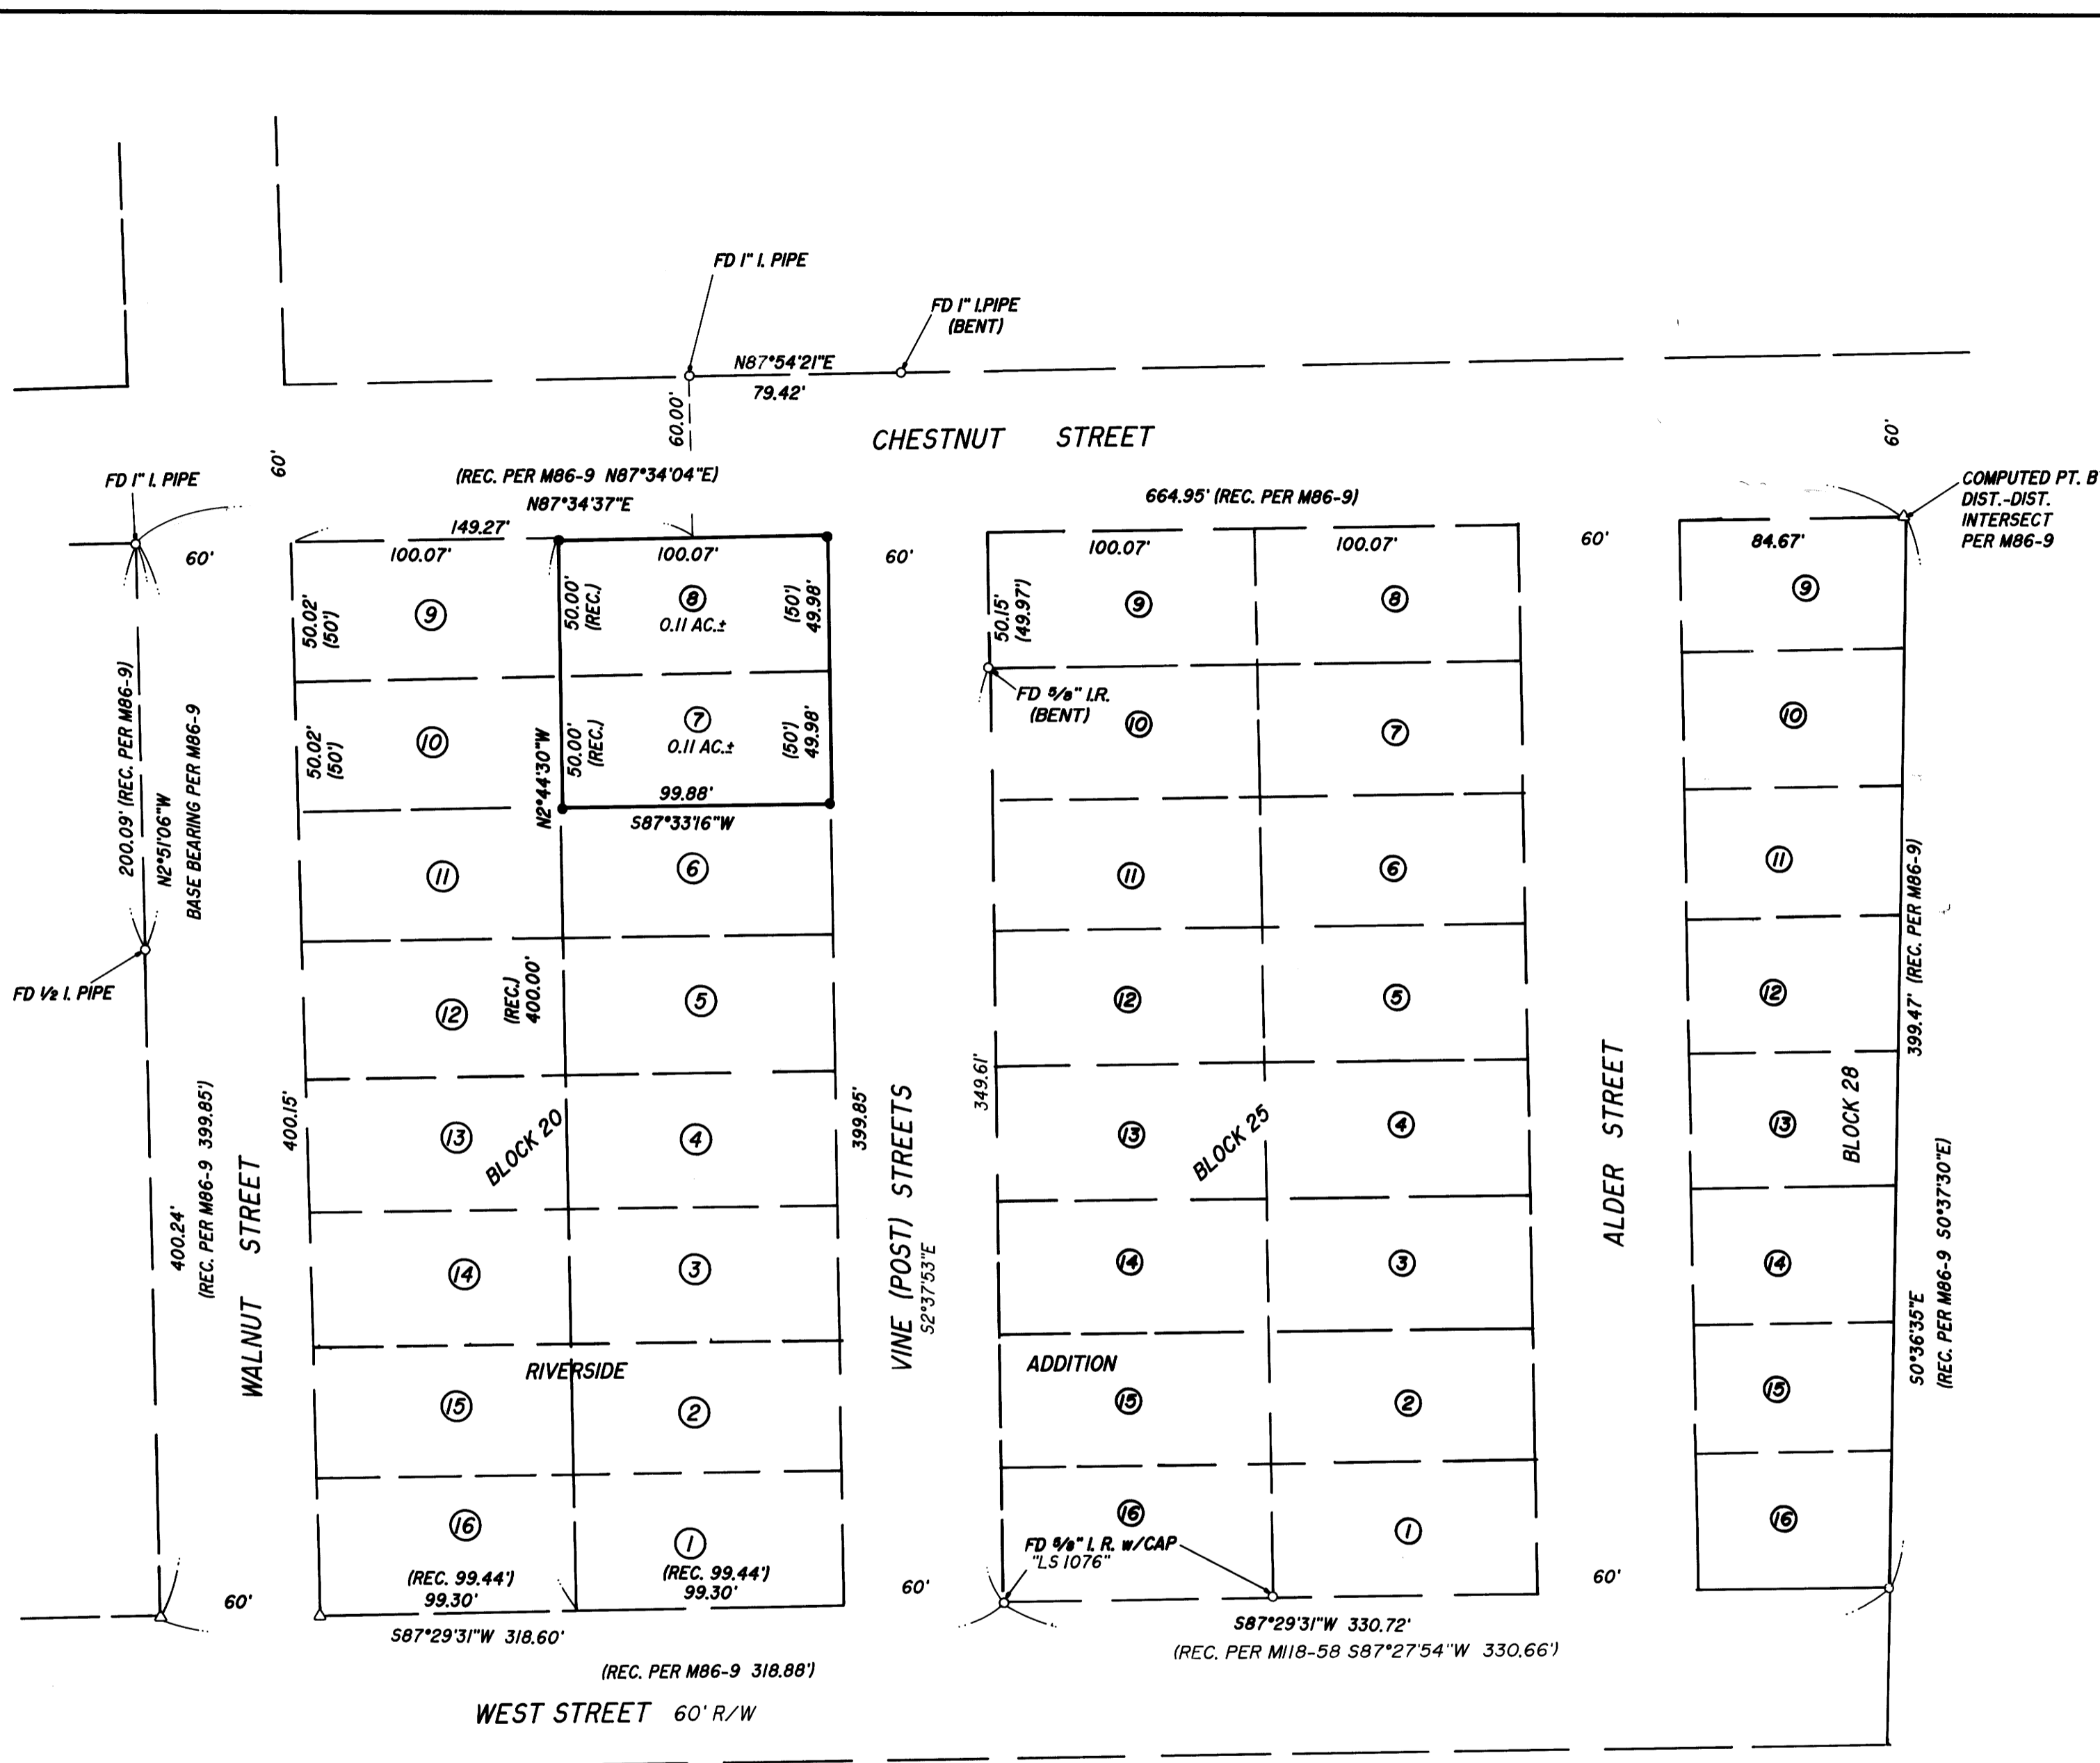 FD 1" I. PIPE
FD 1" I.PIPE
(BENT)
N87°54'21"E
79.42'
60.00'
CHESTNUT STREET
60'
60'
(REC. PER M86-9 N87°34'04"E)
N87°34'37"E
149.27'
FD 1" I. PIPE
60'
664.95' (REC. PER M86-9)
COMPUTED PT. B
DIST.-DIST.
INTERSECT
PER M86-9
100.07'
100.07'
60'
100.07'
100.07'
60'
84.67'
50.02'
(50')
9
50.00'
(REC.)
8
0.11 AC.±
(50')
49.98'
50.15'
(49.97')
9
8
9
FD 5/8" I.R.
(BENT)
50.02'
(50')
10
50.00'
(REC.)
7
0.11 AC.±
(50')
49.98'
10
7
10
N2°44'30"W
99.88'
S87°33'16"W
200.09' (REC. PER M86-9)
N2°51'06"W
BASE BEARING PER M86-9
FD 1/2 I. PIPE
11
6
11
6
11
12
(REC.)
400.00'
5
12
5
12
399.47' (REC. PER M86-9)
400.24'
(REC. PER M86-9 399.85')
WALNUT STREET
400.15'
13
BLOCK 20
4
399.85'
VINE (POST) STREETS
S2°37'53"E
349.61'
13
BLOCK 25
4
ALDER STREET
13
BLOCK 28
14
3
14
3
14
S0°36'35"E
(REC. PER M86-9 S0°37'30"E)
RIVERSIDE
ADDITION
15
2
15
2
15
16
1
16
1
16
FD 5/8" I. R. w/CAP
"LS 1076"
(REC. 99.44')
99.30'
(REC. 99.44')
99.30'
60'
60'
60'
S87°29'31"W 318.60'
S87°29'31"W 330.72'
(REC. PER M118-58 S87°27'54"W 330.66')
(REC. PER M86-9 318.88')
WEST STREET 60' R/W